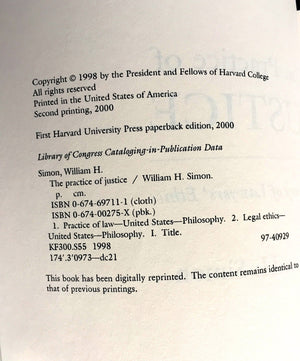 Copyright © 1998 by the President and Fellows of Harvard College
All rights reserved
Printed in the United States of America
Second printing, 2000
First Harvard University Press paperback edition, 2000
Library of Congress Cataloging-in-Publication Data
Simon, William H.
The practice of justice / William H. Simon.
p. cm.
ISBN 0-674-69711-1 (cloth)
ISBN 0-674-00275-X (pbk.)
1. Practice of law—United States—Philosophy. 2. Legal ethics—
United States—Philosophy. I. Title.
KF300.S55 1998
174'.3'0973—dc21 97-40929
This book has been digitally reprinted. The content remains identical to
that of previous printings.